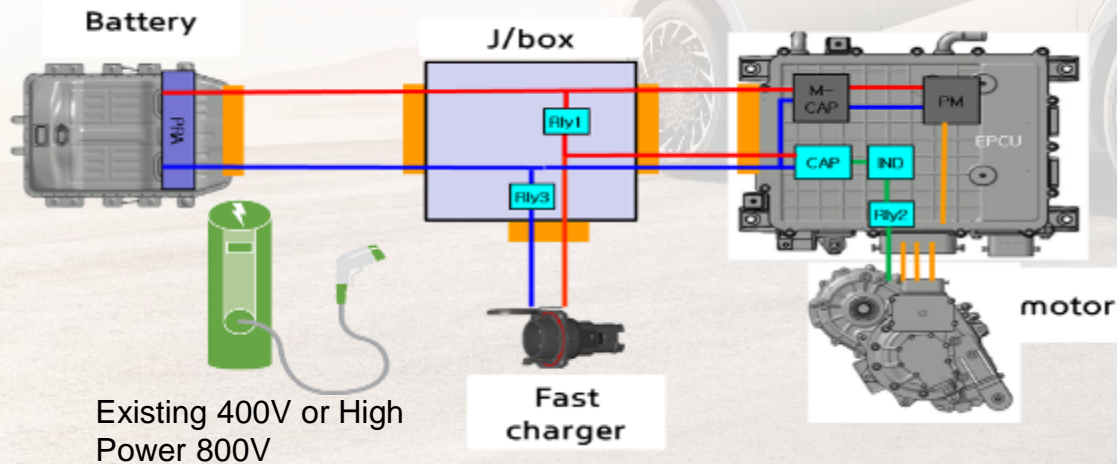 Battery
J/box
PRA
Rly1
Rly3
M-
CAP
PM
EPCU
CAP
IND
Rly2
motor
Fast
charger
Existing 400V or High
Power 800V